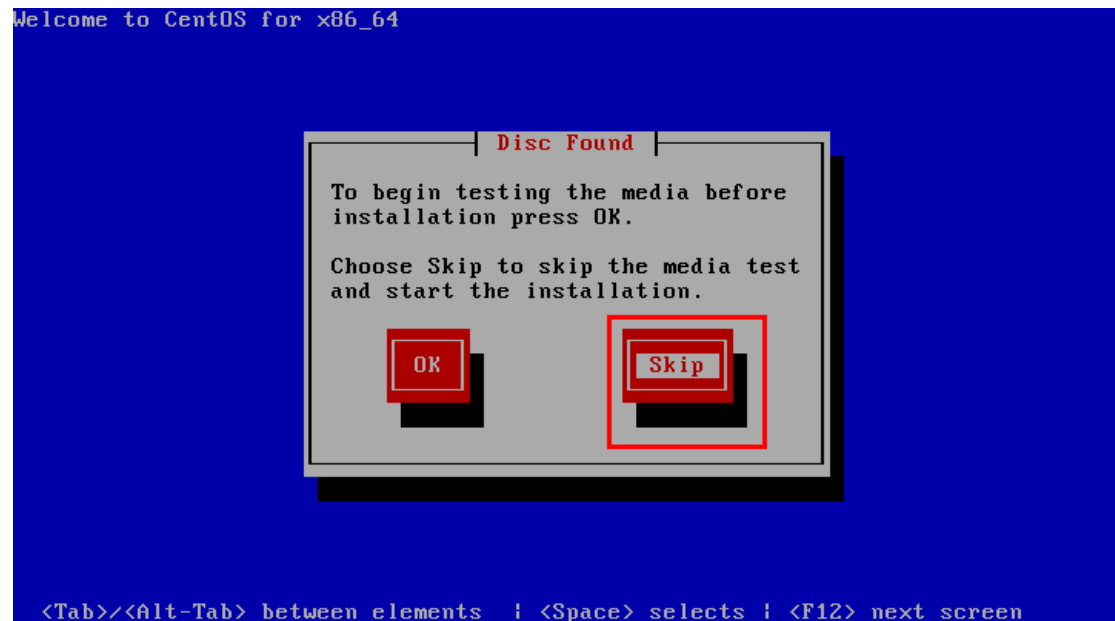 Welcome to CentOS for x86_64
Disc Found
To begin testing the media before
installation press OK.
Choose Skip to skip the media test
and start the installation.
OK Skip
<Tab>/<Alt-Tab> between elements | <Space> selects | <F12> next screen